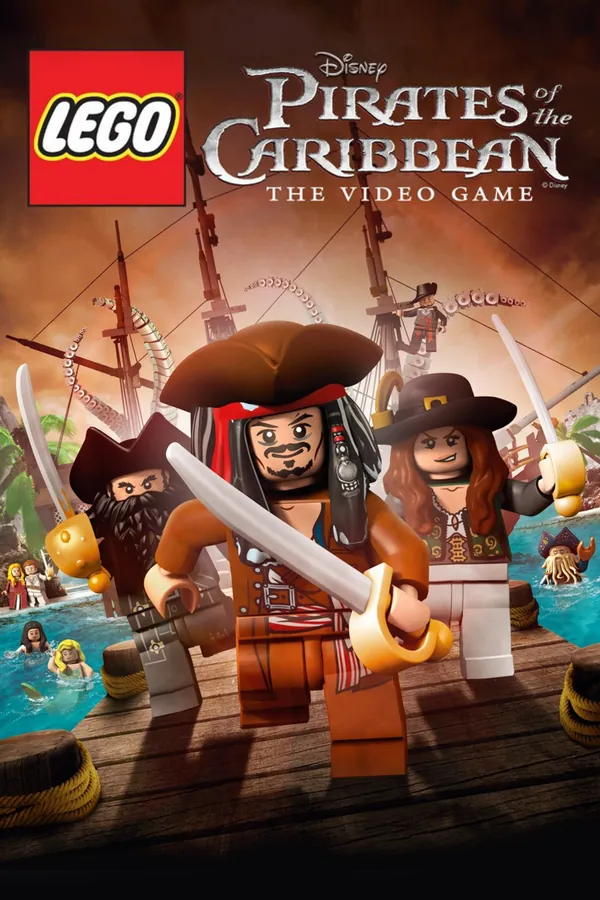 LEGO
®
Disney
PIRATES of
the
CARIBBEAN
© Disney
THE VIDEO GAME